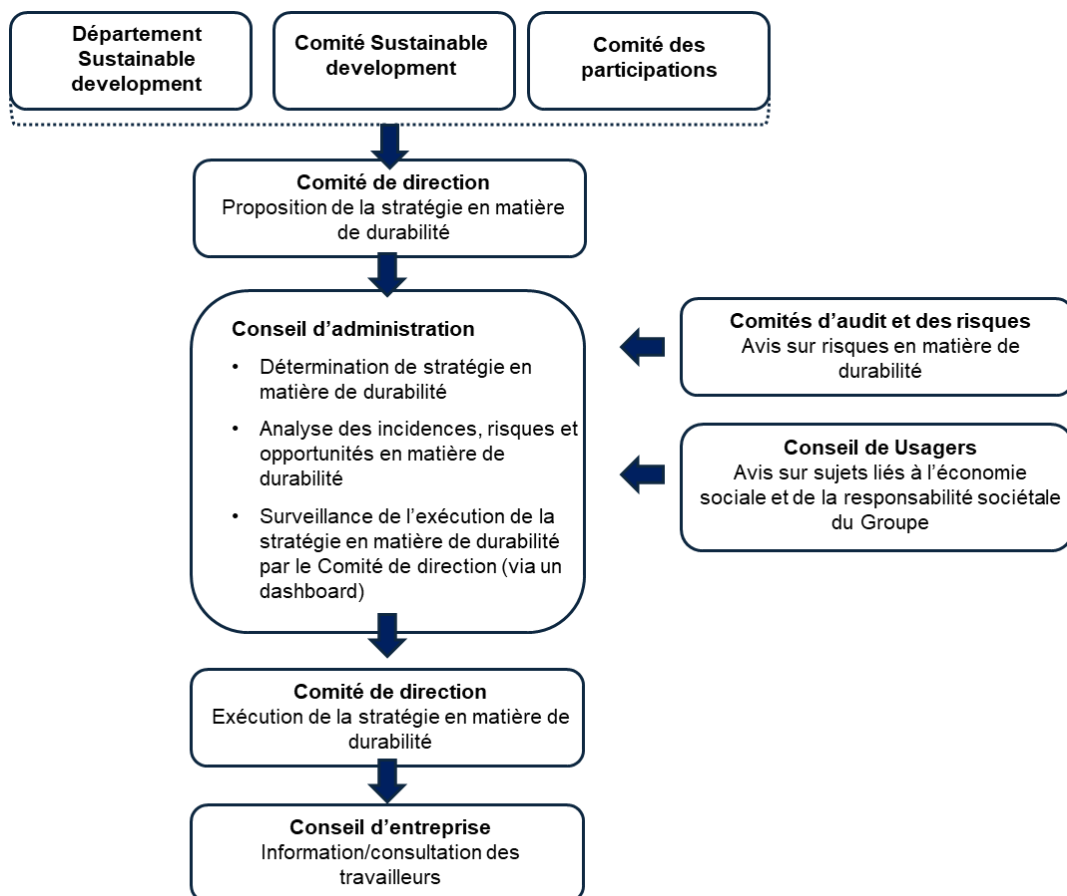 Département
Sustainable
development
Comité Sustainable
development
Comité des
participations
Comité de direction
Proposition de la stratégie en matière
de durabilité
Conseil d’administration
• Détermination de stratégie en
matière de durabilité
• Analyse des incidences, risques et
opportunités en matière de
durabilité
• Surveillance de l’exécution de la
stratégie en matière de durabilité
par le Comité de direction (via un
dashboard)
Comités d’audit et des risques
Avis sur risques en matière de
durabilité
Conseil de Usagers
Avis sur sujets liés à l’économie
sociale et de la responsabilité sociétale
du Groupe
Comité de direction
Exécution de la stratégie en matière de
durabilité
Conseil d’entreprise
Information/consultation des
travailleurs